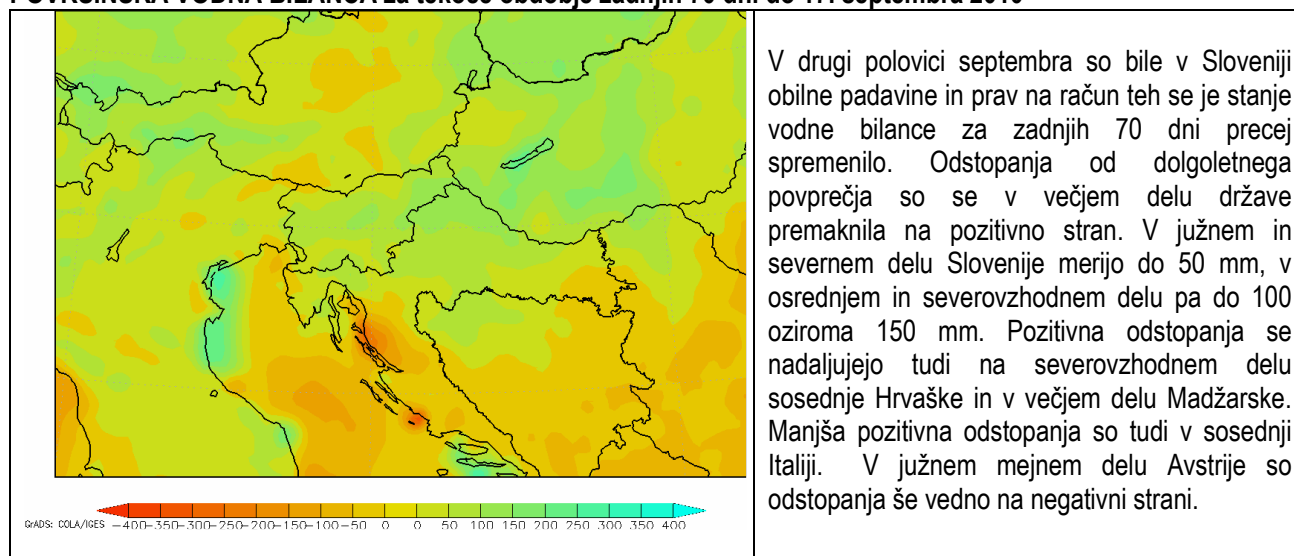 POVRŠINSKA VODNA BILANCA za tekoče obdobje zadnjih 70 dni do septembra 2010
V drugi polovici septembra so bile v Sloveniji
obilne padavine in prav na račun teh se je stanje
vodne bilance za zadnjih 70 dni precej
spremenilo. Odstopanja od dolgoletnega
povprečja so se v večjem delu države
premaknila na pozitivno stran. V južnem in
severnem delu Slovenije merijo do 50 mm, v
osrednjem in severovzhodnem delu pa do 100
oziroma 150 mm. Pozitivna odstopanja se
nadaljujejo tudi na severovzhodnem delu
sosednje Hrvaške in v večjem delu Madžarske.
Manjša pozitivna odstopanja so tudi v sosednji
Italiji. V južnem mejnem delu Avstrije so
odstopanja še vedno na negativni strani.
GrADS: COLA/IGES -400 -350 -300 -250 -200 -150 -100 -50 0 0 50 100 150 200 250 300 350 400